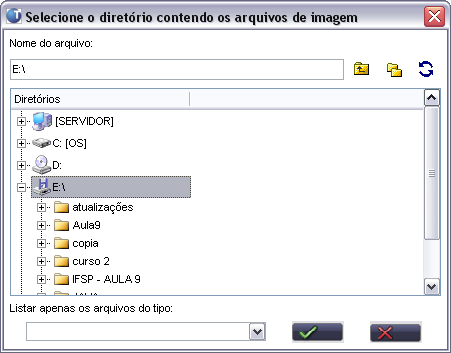 Selecione o diretório contendo os arquivos de imagem
Nome do arquivo:
E:\
Diretórios
[SERVIDOR]
C: [OS]
D:
E:\
atualizações
Aula9
copia
curso 2
IFSP - AULA 9
Listar apenas os arquivos do tipo: